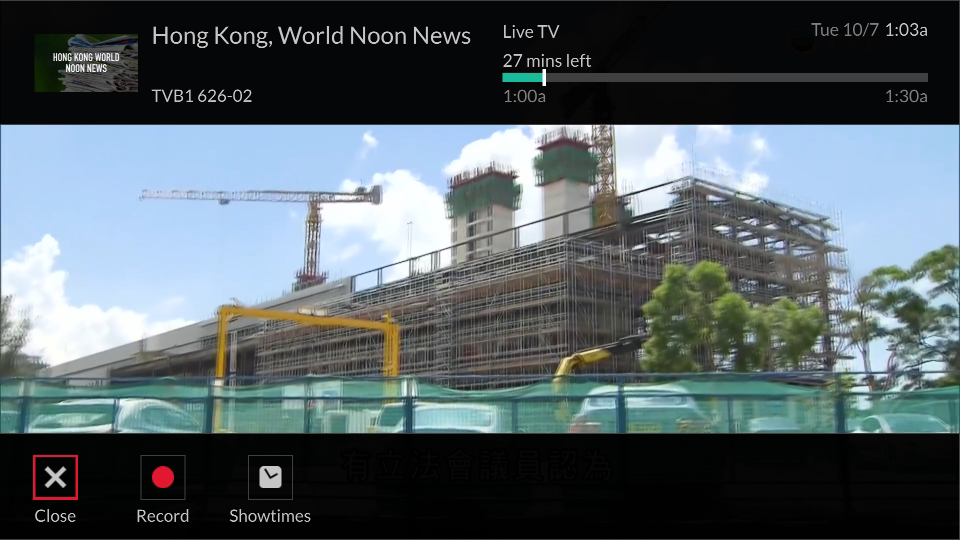 HONG KONG WORLD
NOON NEWS
Hong Kong, World Noon News
TVB1 626-02
Live TV
27 mins left
1:00a
1:30a
Tue 10/7 1:03a
有立法會議員認為
Close
Record
Showtimes